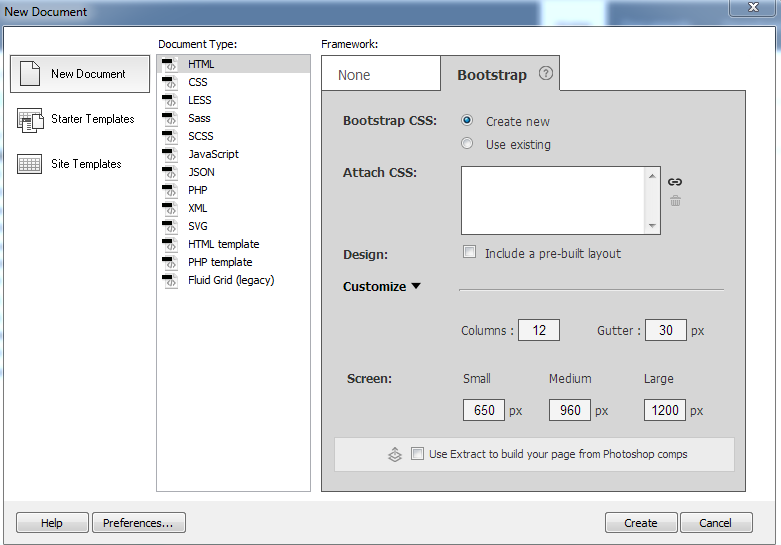 New Document
Document Type:
Framework:
New Document
Starter Templates
Site Templates
HTML
CSS
LESS
Sass
SCSS
JavaScript
JSON
PHP
XML
SVG
HTML template
PHP template
Fluid Grid (legacy)
None
Bootstrap ?
Bootstrap CSS:
Create new
Use existing
Attach CSS:
Design:
Include a pre-built layout
Customize
Columns : 12 Gutter : 30 px
Screen: Small Medium Large
650 px 960 px 1200 px
Use Extract to build your page from Photoshop comps
Help Preferences... Create Cancel